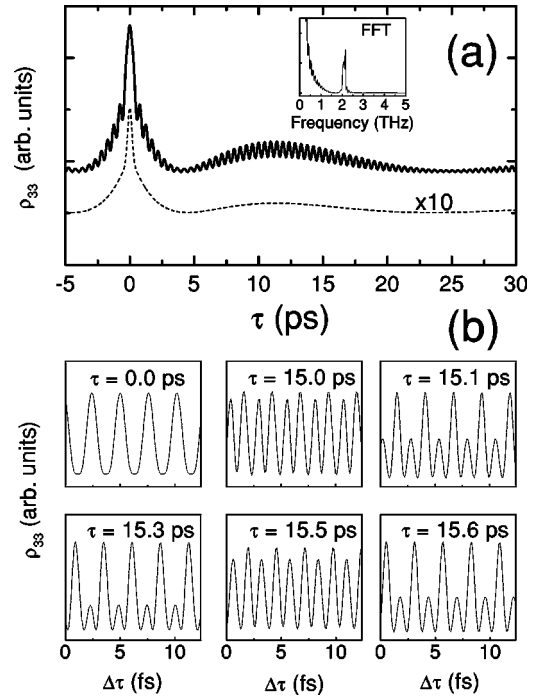 (a)
FFT
0 1 2 3 4 5
Frequency (THz)
ρ33 (arb. units)
x10
-5 0 5 10 15 20 25 30
τ (ps)
(b)
τ = 0.0 ps
τ = 15.0 ps
τ = 15.1 ps
ρ33 (arb. units)
τ = 15.3 ps
τ = 15.5 ps
τ = 15.6 ps
0 5 10
0 5 10
0 5 10
Δτ (fs)
Δτ (fs)
Δτ (fs)